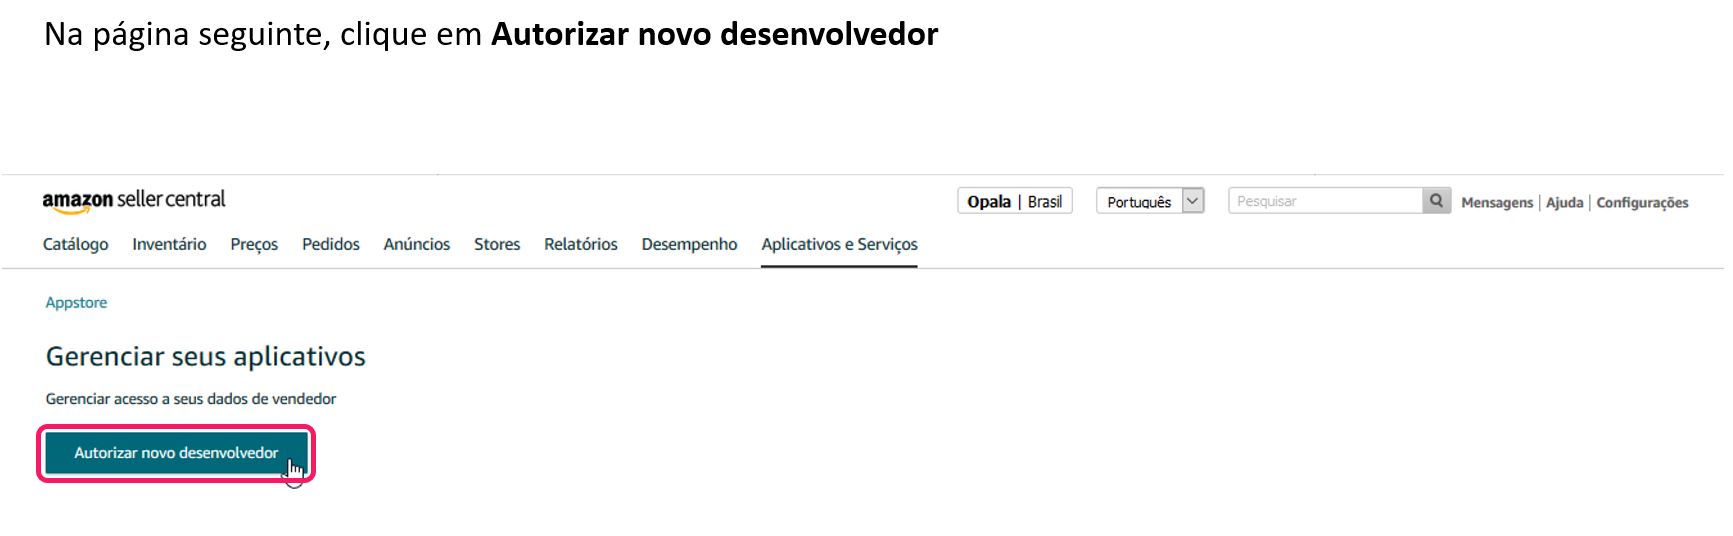 Na página seguinte, clique em Autorizar novo desenvolvedor
amazon seller central
Opala | Brasil
Português
Pesquisar
Mensagens | Ajuda | Configurações
Catálogo Inventário Preços Pedidos Anúncios Stores Relatórios Desempenho Aplicativos e Serviços
Appstore
Gerenciar seus aplicativos
Gerenciar acesso a seus dados de vendedor
Autorizar novo desenvolvedor